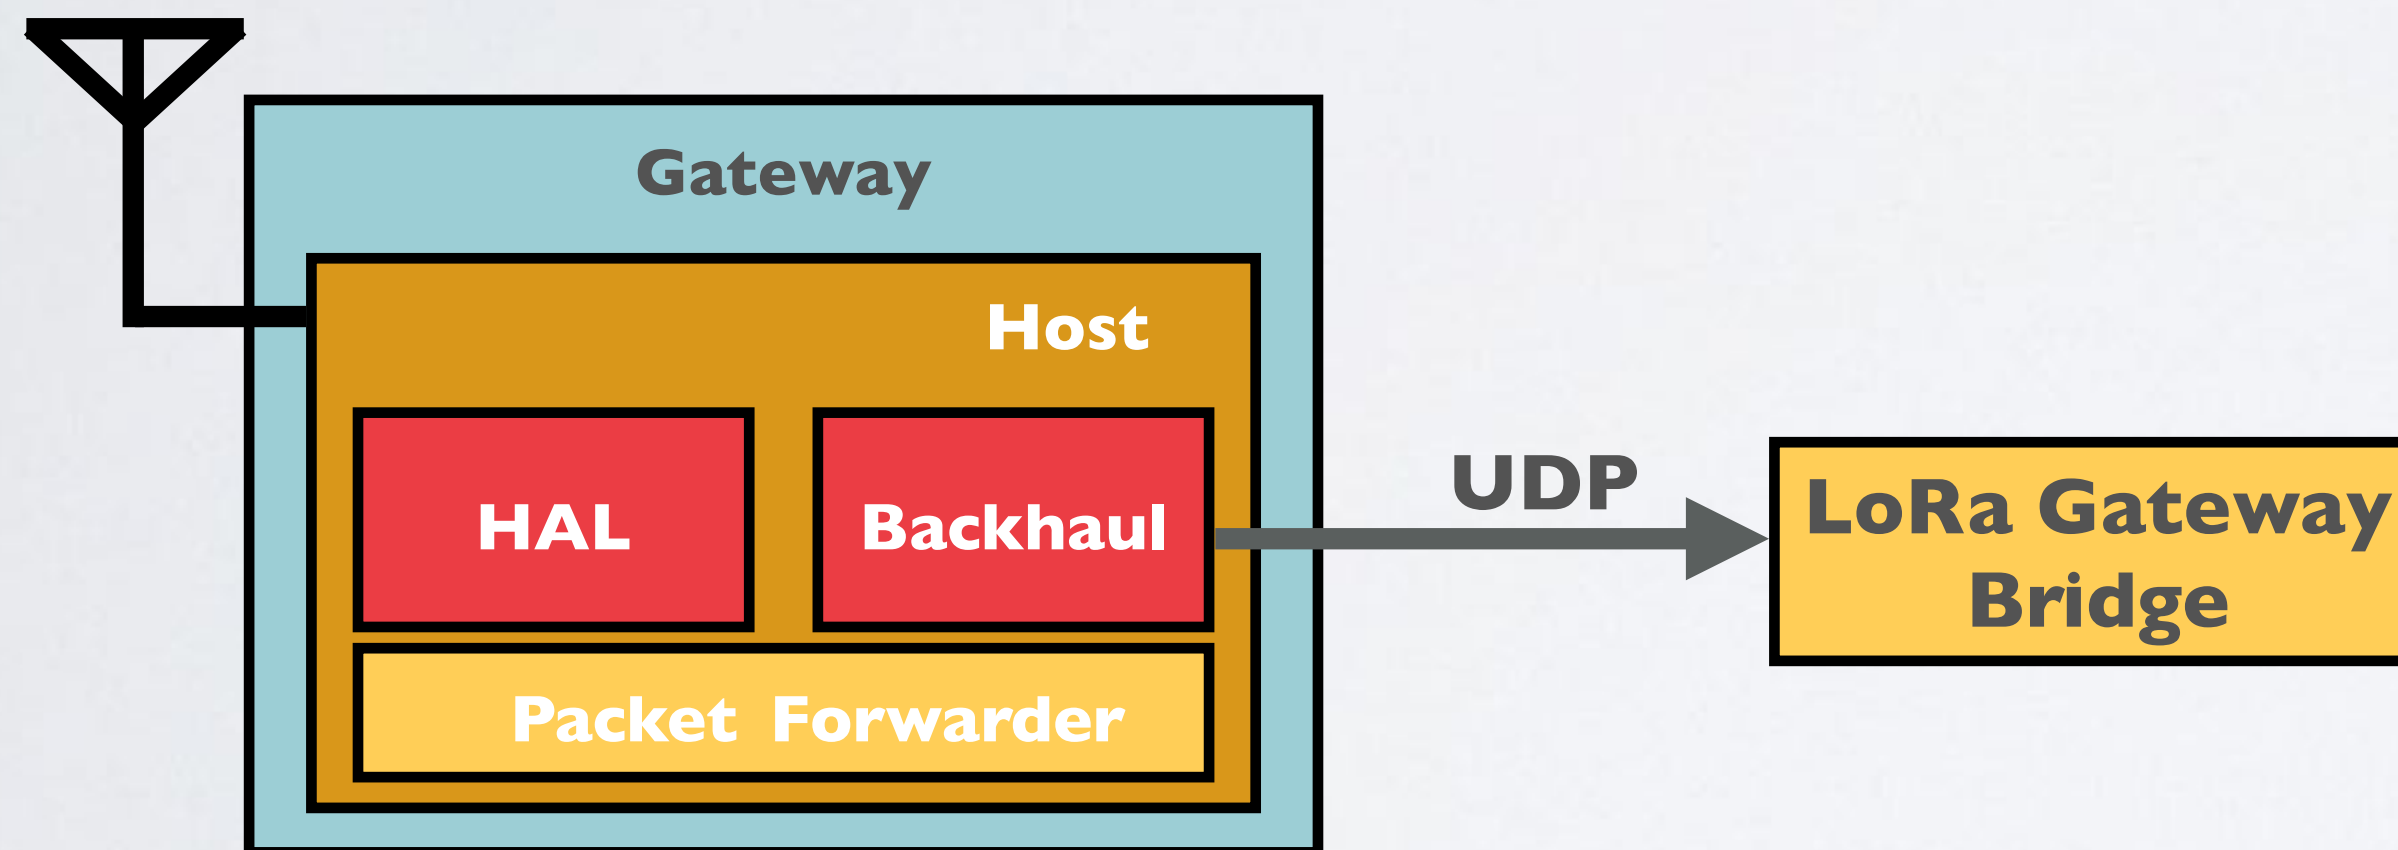 Gateway
Host
HAL
Backhaul
Packet Forwarder
UDP
LoRa Gateway
Bridge